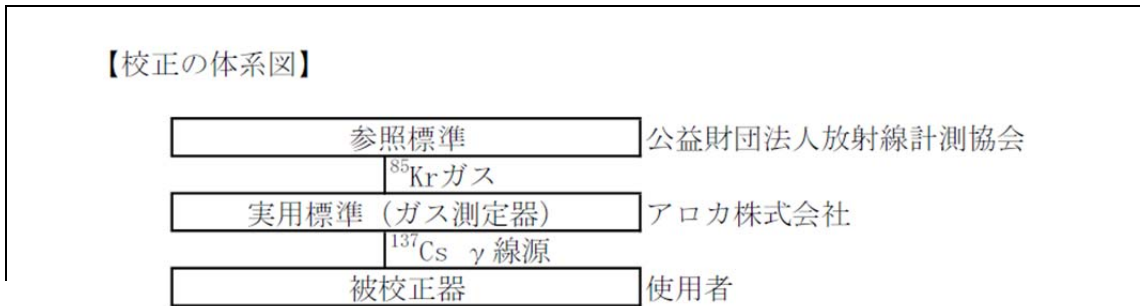 【校正の体系図】
参照標準 公益財団法人放射線計測協会
⁸⁵Krガス
実用標準（ガス測定器） アロカ株式会社
¹³⁷Cs γ線源
被校正器 使用者